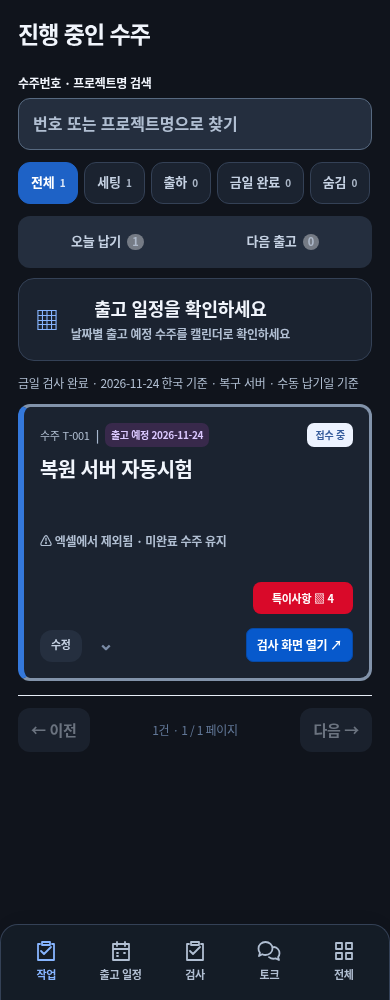 진행 중인 수주
수주번호 · 프로젝트명 검색
번호 또는 프로젝트명으로 찾기
전체 1 세팅 1 출하 0 금일 완료 0 숨김 0
오늘 납기 1 다음 출고 0
출고 일정을 확인하세요
날짜별 출고 예정 수주를 캘린더로 확인하세요
금일 검사 완료 · 2026-11-24 한국 기준 · 복구 서버 · 수동 납기일 기준
수주 T-001 | 출고 예정 2026-11-24 접수 중
복원 서버 자동시험
⚠ 엑셀에서 제외됨 · 미완료 수주 유지
특이사항 ▧ 4
수정 ⌄ 검사 화면 열기 ↗
← 이전 1건 · 1 / 1 페이지 다음 →
작업 출고 일정 검사 토크 전체